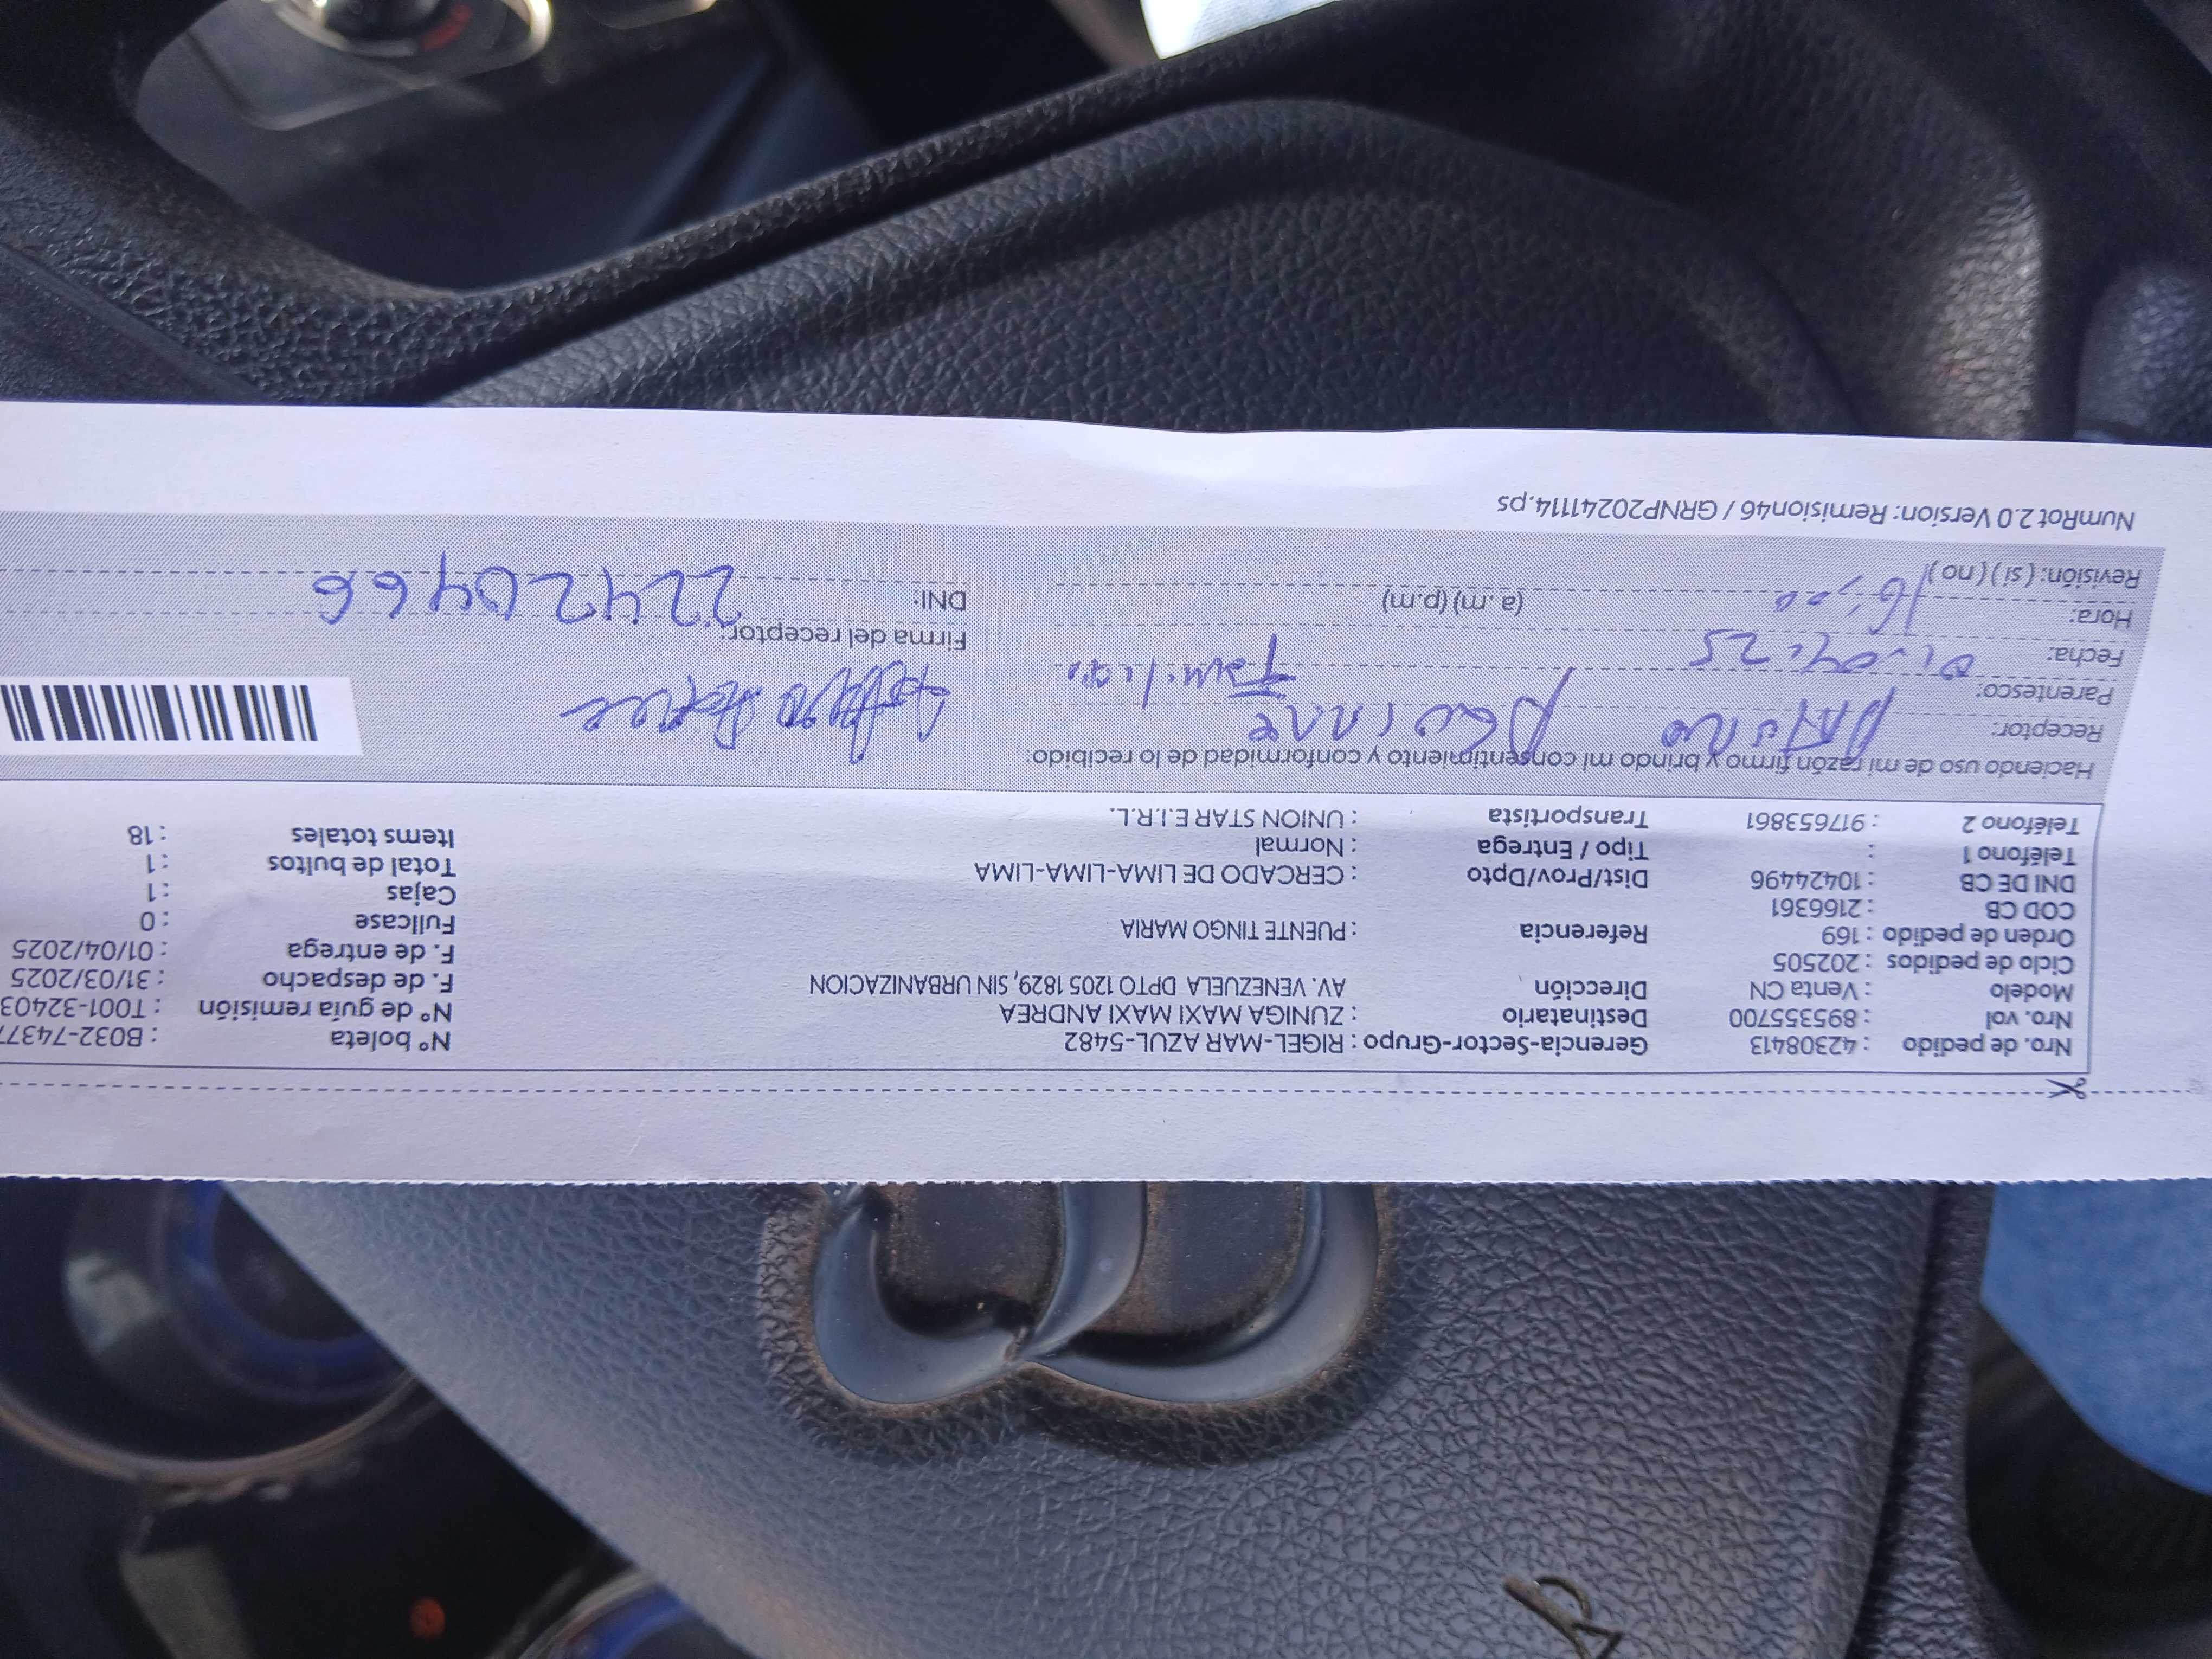 Nro. de pedido : 42308413 Gerencia-Sector-Grupo : RIGEL-MAR AZUL-5482 N° boleta : B032-7437
Nro. vol : 895355700 Destinatario : ZUNIGA MAXI MAXI ANDREA N° de guía remisión : T001-32403
Modelo : Venta CN Dirección AV. VENEZUELA DPTO 1205 1829, SIN URBANIZACION F. de despacho : 31/03/2025
Ciclo de pedidos : 202505 F. de entrega : 01/04/2025
Orden de pedido : 169 Referencia : PUENTE TINGO MARIA Fullcase : 0
COD CB : 2166361 Cajas : 1
DNI DE CB : 10424496 Dist/Prov/Dpto : CERCADO DE LIMA-LIMA-LIMA Total de bultos : 1
Teléfono 1 : Tipo / Entrega : Normal Items totales : 18
Teléfono 2 : 917653861 Transportista : UNION STAR E.I.R.L.
Haciendo uso de mi razón firmo y brindo mi consentimiento y conformidad de lo recibido:
Receptor:
Parentesco: Familiar
Fecha: 01.04.25 Firma del receptor:
Hora: 16:00 (a.m) (p.m) DNI: 22420466
Revisión: (si) (no)
NumRot 2.0 Version: Remision46 / GRNP20241114.ps